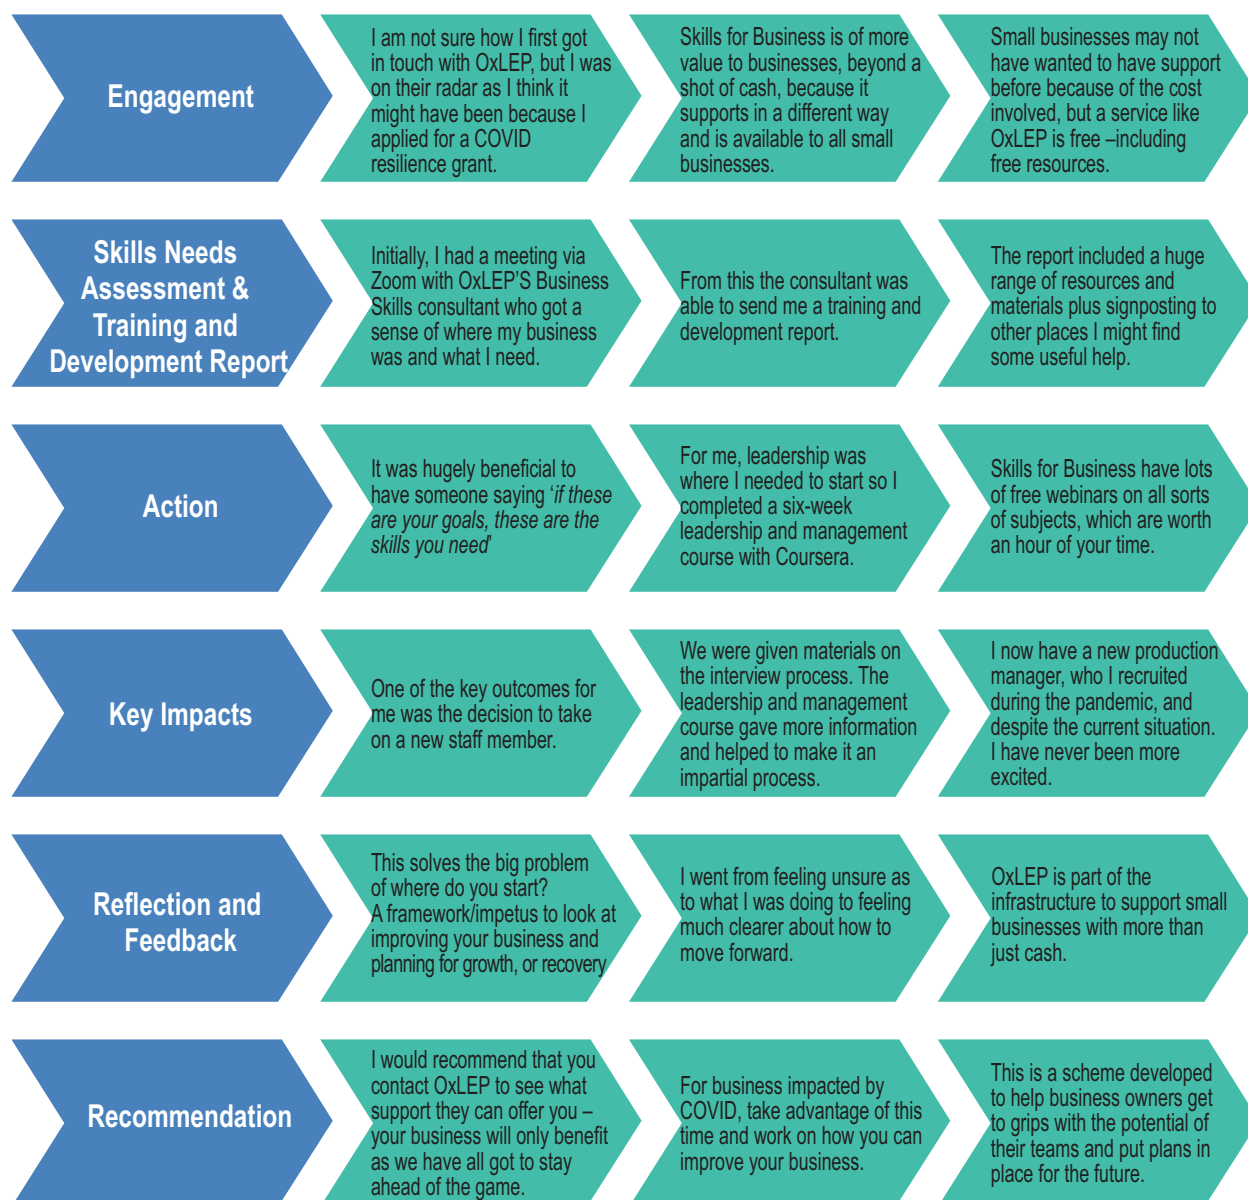 Engagement
I am not sure how I first got
in touch with OxLEP, but I was
on their radar as I think it
might have been because I
applied for a COVID
resilience grant.
Skills for Business is of more
value to businesses, beyond a
shot of cash, because it
supports in a different way
and is available to all small
businesses.
Small businesses may not
have wanted to have support
before because of the cost
involved, but a service like
OxLEP is free –including
free resources.
Skills Needs
Assessment &
Training and
Development Report
Initially, I had a meeting via
Zoom with OxLEP'S Business
Skills consultant who got a
sense of where my business
was and what I need.
From this the consultant was
able to send me a training and
development report.
The report included a huge
range of resources and
materials plus signposting to
other places I might find
some useful help.
Action
It was hugely beneficial to
have someone saying ‘if these
are your goals, these are the
skills you need’
For me, leadership was
where I needed to start so I
completed a six-week
leadership and management
course with Coursera.
Skills for Business have lots
of free webinars on all sorts
of subjects, which are worth
an hour of your time.
Key Impacts
One of the key outcomes for
me was the decision to take
on a new staff member.
We were given materials on
the interview process. The
leadership and management
course gave more information
and helped to make it an
impartial process.
I now have a new production
manager, who I recruited
during the pandemic, and
despite the current situation.
I have never been more
excited.
Reflection and
Feedback
This solves the big problem
of where do you start?
A framework/impetus to look at
improving your business and
planning for growth, or recovery
I went from feeling unsure as
to what I was doing to feeling
much clearer about how to
move forward.
OxLEP is part of the
infrastructure to support small
businesses with more than
just cash.
Recommendation
I would recommend that you
contact OxLEP to see what
support they can offer you –
your business will only benefit
as we have all got to stay
ahead of the game.
For business impacted by
COVID, take advantage of this
time and work on how you can
improve your business.
This is a scheme developed
to help business owners get
to grips with the potential of
their teams and put plans in
place for the future.